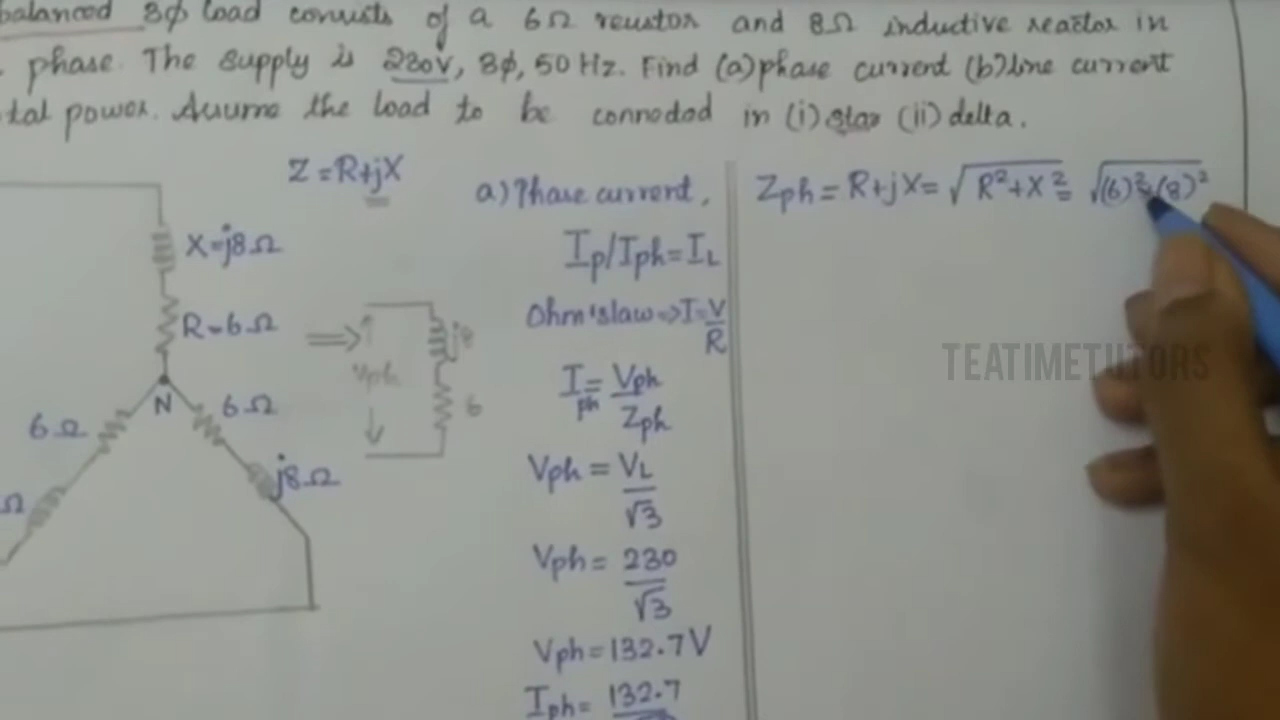 balanced 3ϕ load consists of a 6Ω resistor and 8Ω inductive reactor in
phase. The supply is 230V, 3ϕ, 50 Hz. Find (a)phase current (b)line current
tal power. Assume the load to be connected in (i) star (ii) delta.
Z = R+jX
X=j8Ω
R=6Ω
N
6Ω
6Ω
j8Ω
Ω
Vph
j8
6
a) Phase current,
Ip/Iph = IL
Ohm's law => I = V/R
Iph = Vph/Zph
Vph = VL/√3
Vph = 230/√3
Vph = 132.7V
Iph = 132.7
Zph = R+jX = √R²+X² = √(6)²+(8)²
TEATIMETUTORS